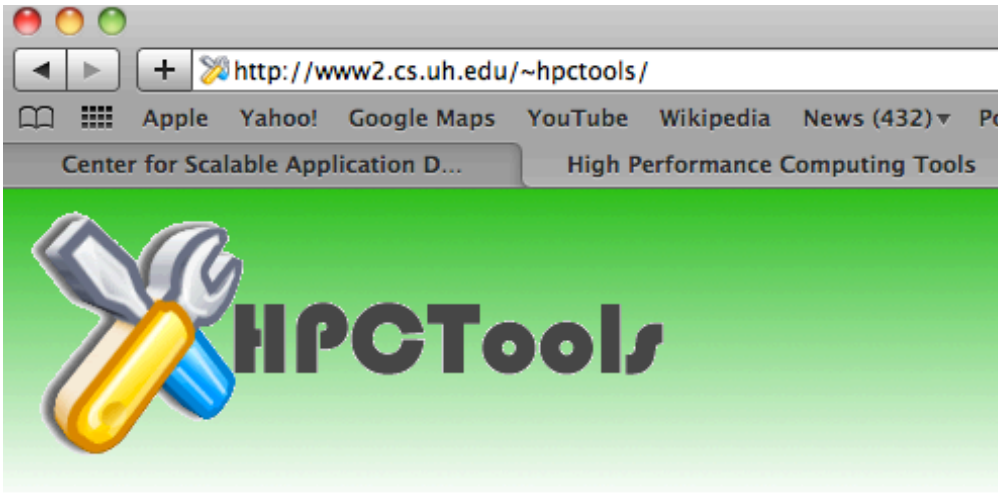 http://www2.cs.uh.edu/~hpctools/
Apple Yahoo! Google Maps YouTube Wikipedia News (432)
Center for Scalable Application D... High Performance Computing Tools
HPCTools